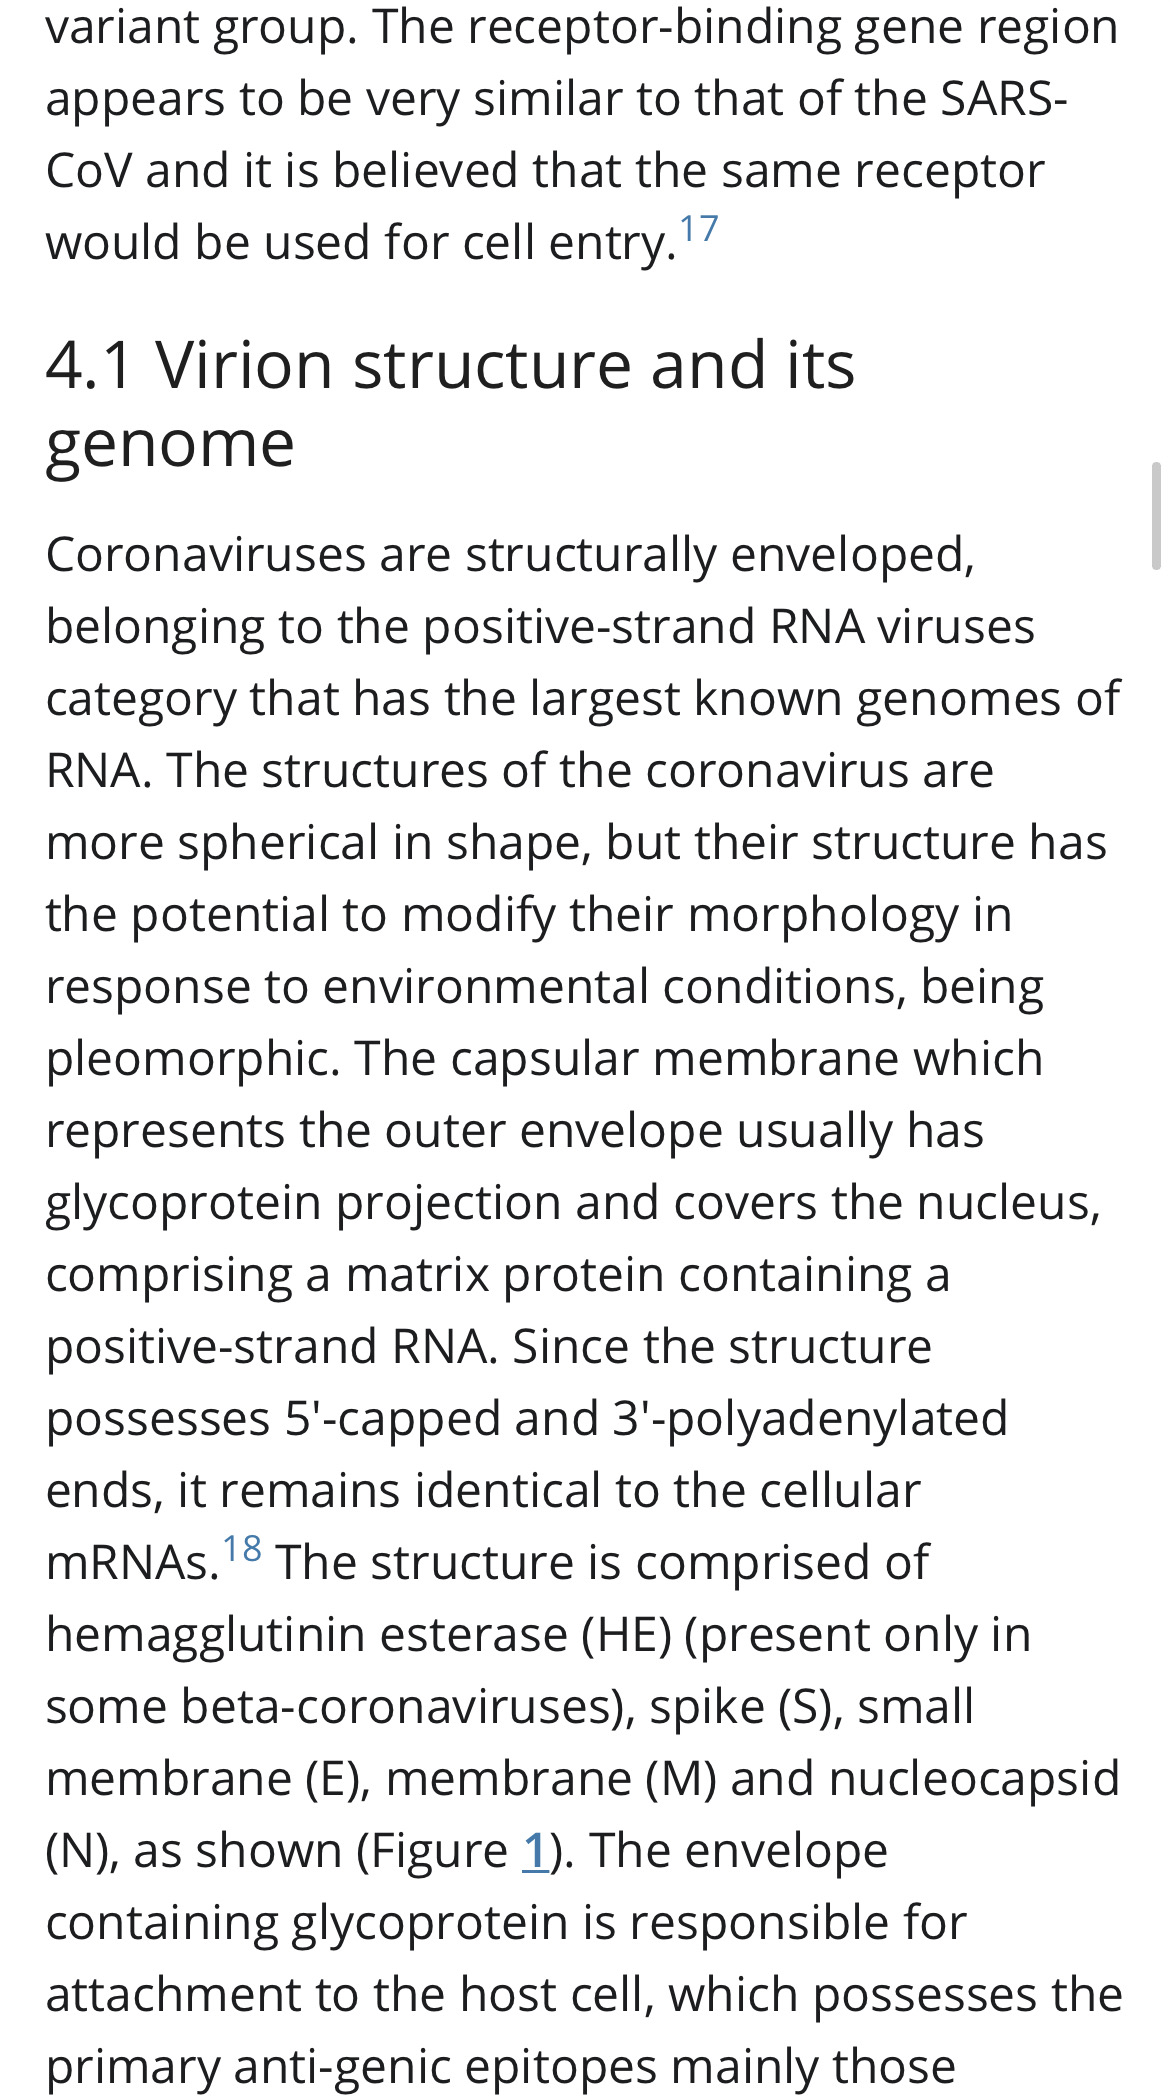 variant group. The receptor-binding gene region
appears to be very similar to that of the SARS-
CoV and it is believed that the same receptor
would be used for cell entry.17
4.1 Virion structure and its
genome
Coronaviruses are structurally enveloped,
belonging to the positive-strand RNA viruses
category that has the largest known genomes of
RNA. The structures of the coronavirus are
more spherical in shape, but their structure has
the potential to modify their morphology in
response to environmental conditions, being
pleomorphic. The capsular membrane which
represents the outer envelope usually has
glycoprotein projection and covers the nucleus,
comprising a matrix protein containing a
positive-strand RNA. Since the structure
possesses 5'-capped and 3'-polyadenylated
ends, it remains identical to the cellular
mRNAs.18 The structure is comprised of
hemagglutinin esterase (HE) (present only in
some beta-coronaviruses), spike (S), small
membrane (E), membrane (M) and nucleocapsid
(N), as shown (Figure 1). The envelope
containing glycoprotein is responsible for
attachment to the host cell, which possesses the
primary anti-genic epitopes mainly those